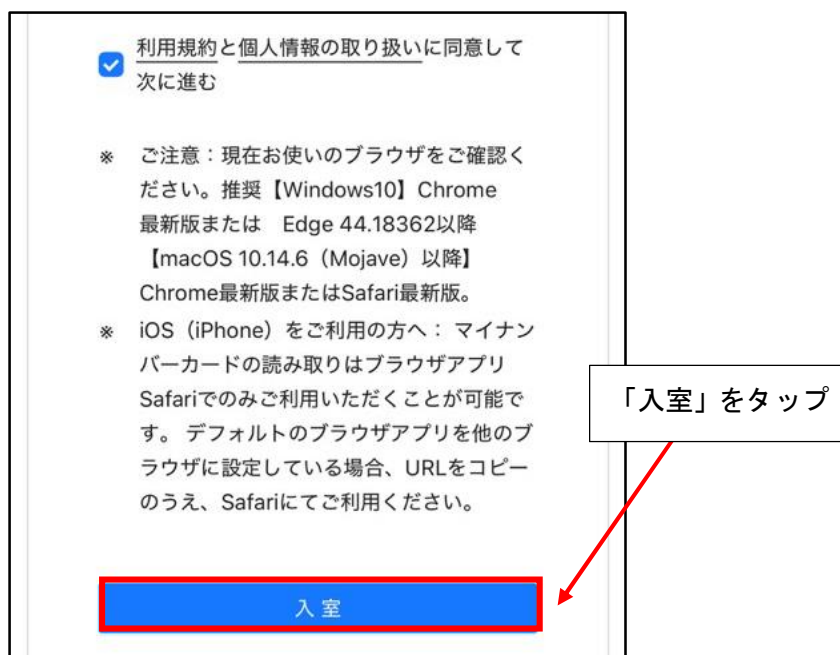 利用規約と個人情報の取り扱いに同意して
次に進む
※ ご注意：現在お使いのブラウザをご確認く
ださい。推奨【Windows10】Chrome
最新版または　Edge 44.18362以降
【macOS 10.14.6（Mojave）以降】
Chrome最新版またはSafari最新版。
※ iOS（iPhone）をご利用の方へ： マイナン
バーカードの読み取りはブラウザアプリ
Safariでのみご利用いただくことが可能で
す。 デフォルトのブラウザアプリを他のブ
ラウザに設定している場合、URLをコピー
のうえ、Safariにてご利用ください。
「入室」をタップ
入 室